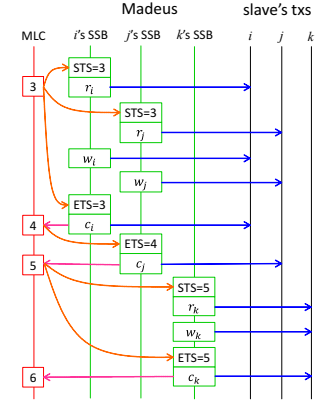 Madeus slave's txs
MLC i's SSB j's SSB k's SSB i j k
STS=3
3 r_i
STS=3
r_j
w_i
w_j
ETS=3
4 c_i
ETS=4
5 c_j
STS=5
r_k
w_k
ETS=5
6 c_k